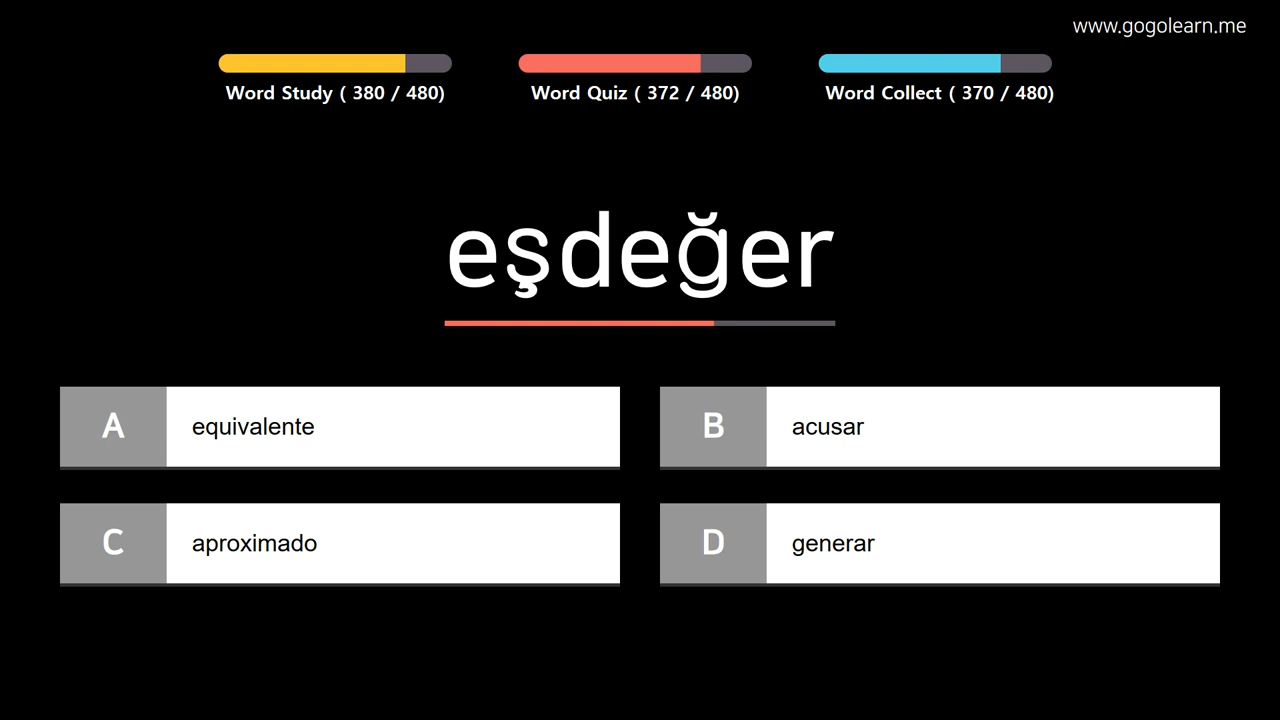 www.gogolearn.me
Word Study ( 380 / 480)
Word Quiz ( 372 / 480)
Word Collect ( 370 / 480)
eşdeğer
A equivalente
B acusar
C aproximado
D generar